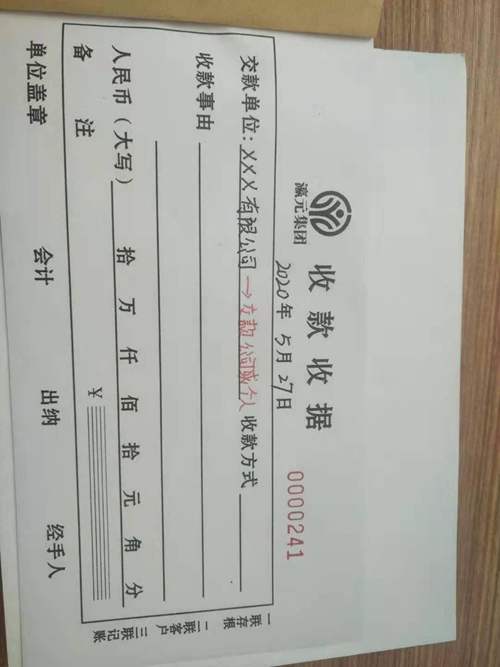 瀛元集团
收款收据
2020年5月27日
0000241
交款单位:XXX有限公司→交款公司或个人 收款方式
收款事由
人民币(大写) 拾 万 仟 佰 拾 元 角 分
¥
备 注
单位盖章 会计 出纳 经手人
一联存根
二联客户
三联记账